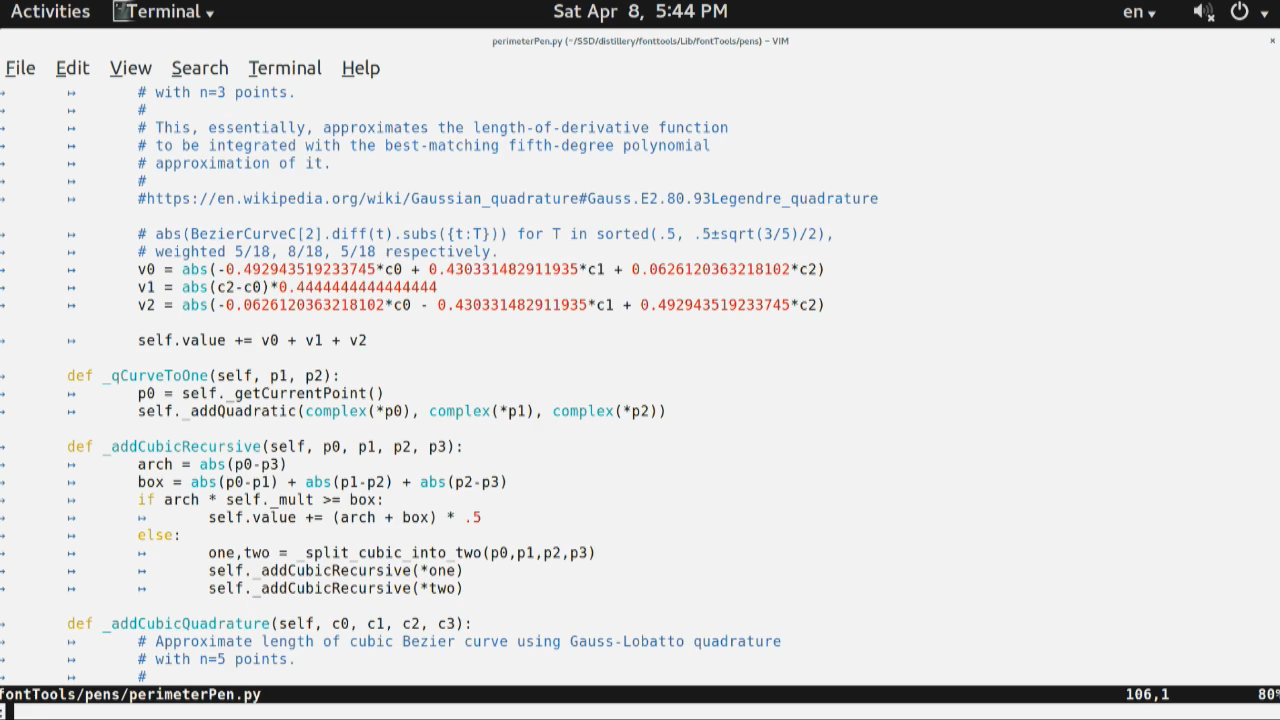 Activities Terminal Sat Apr 8, 5:44 PM en
perimeterPen.py (~/SSD/distillery/fonttools/Lib/fontTools/pens) – VIM ×
File Edit View Search Terminal Help
# with n=3 points.
#
# This, essentially, approximates the length-of-derivative function
# to be integrated with the best-matching fifth-degree polynomial
# approximation of it.
#
#https://en.wikipedia.org/wiki/Gaussian_quadrature#Gauss.E2.80.93Legendre_quadrature
# abs(BezierCurveC[2].diff(t).subs({t:T})) for T in sorted(.5, .5±sqrt(3/5)/2),
# weighted 5/18, 8/18, 5/18 respectively.
v0 = abs(-0.492943519233745*c0 + 0.430331482911935*c1 + 0.0626120363218102*c2)
v1 = abs(c2-c0)*0.4444444444444444
v2 = abs(-0.0626120363218102*c0 - 0.430331482911935*c1 + 0.492943519233745*c2)
self.value += v0 + v1 + v2
def _qCurveToOne(self, p1, p2):
p0 = self._getCurrentPoint()
self._addQuadratic(complex(*p0), complex(*p1), complex(*p2))
def _addCubicRecursive(self, p0, p1, p2, p3):
arch = abs(p0-p3)
box = abs(p0-p1) + abs(p1-p2) + abs(p2-p3)
if arch * self._mult >= box:
self.value += (arch + box) * .5
else:
one,two = _split_cubic_into_two(p0,p1,p2,p3)
self._addCubicRecursive(*one)
self._addCubicRecursive(*two)
def _addCubicQuadrature(self, c0, c1, c2, c3):
# Approximate length of cubic Bezier curve using Gauss-Lobatto quadrature
# with n=5 points.
#
fontTools/pens/perimeterPen.py 106,1 80%
: